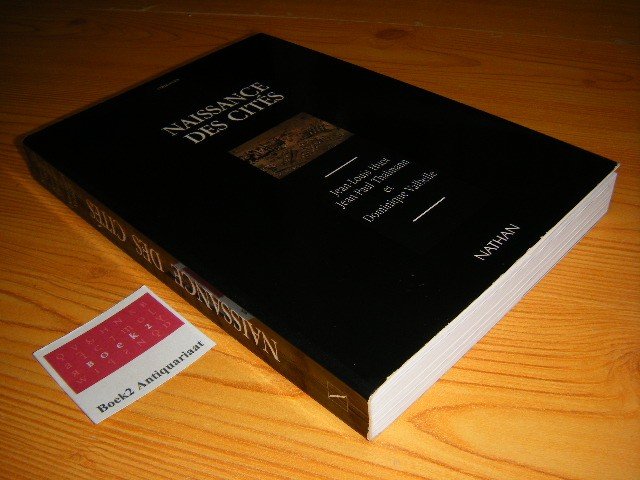 NAISSANCE
DES CITÉS
Jean-Louis Huot
Jean-Paul Thalmann
et
Dominique Valbelle
NATHAN
NAISSANCE DES CITÉS
BOEK2
Boek2 Antiquariaat